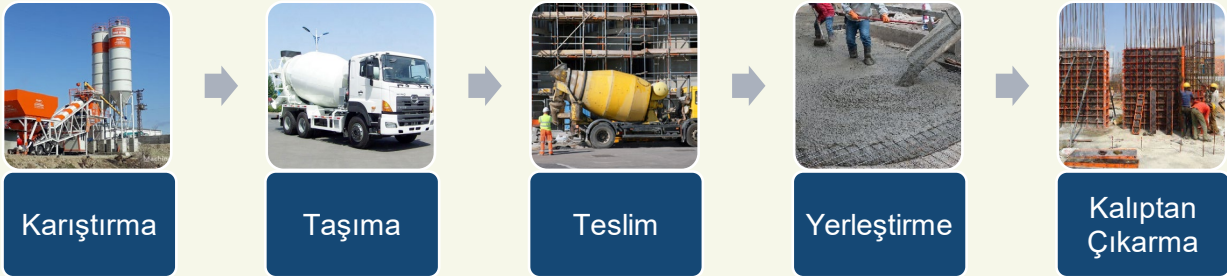 Karıştırma
Taşıma
Teslim
Yerleştirme
Kalıptan
Çıkarma